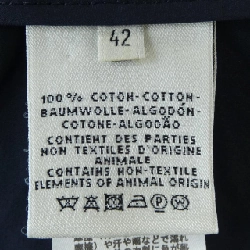 42
100% COTON-COTTON-
BAUMWOLLE-ALGODÓN-
COTONE-ALGODÃO
CONTIENT DES PARTIES
NON TEXTILES D'ORIGINE
ANIMALE
CONTAINS NON-TEXTILE
ELEMENTS OF ANIMAL ORIGIN
P